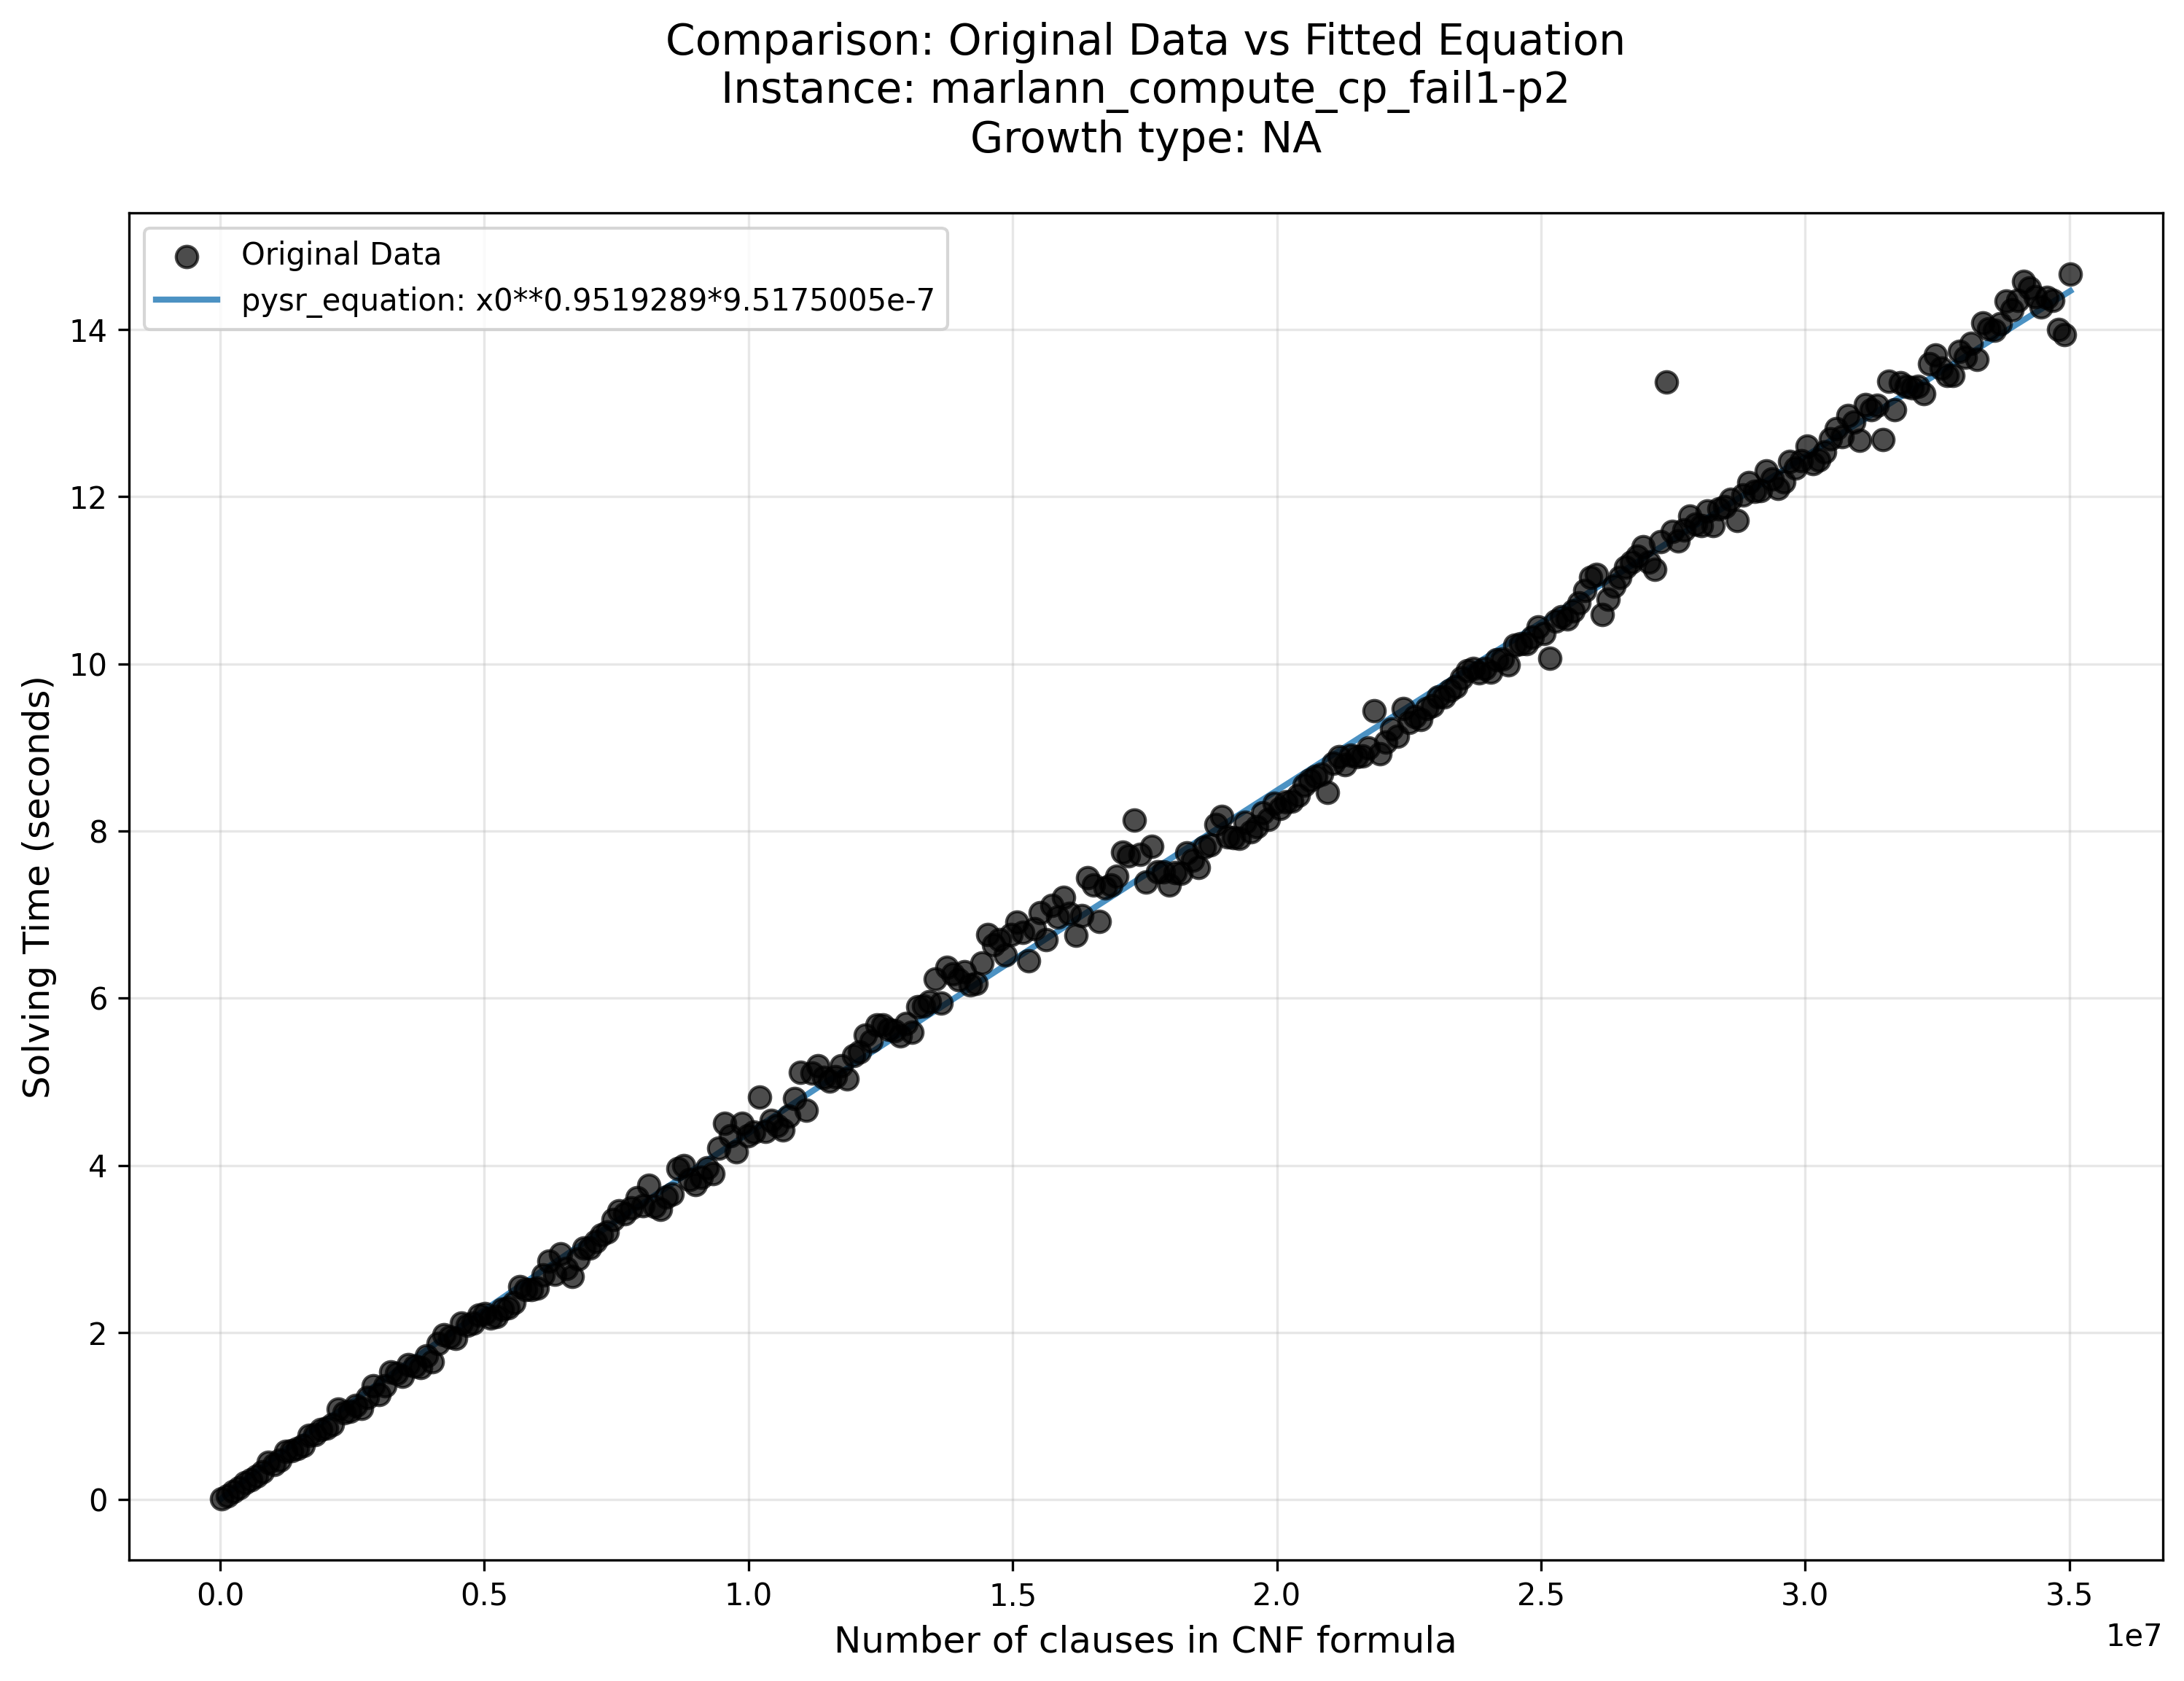 Comparison: Original Data vs Fitted Equation
Instance: marlann_compute_cp_fail1-p2
Growth type: NA
Original Data
pysr_equation: x0**0.9519289*9.5175005e-7
Solving Time (seconds)
14
12
10
8
6
4
2
0
0.0 0.5 1.0 1.5 2.0 2.5 3.0 3.5
1e7
Number of clauses in CNF formula